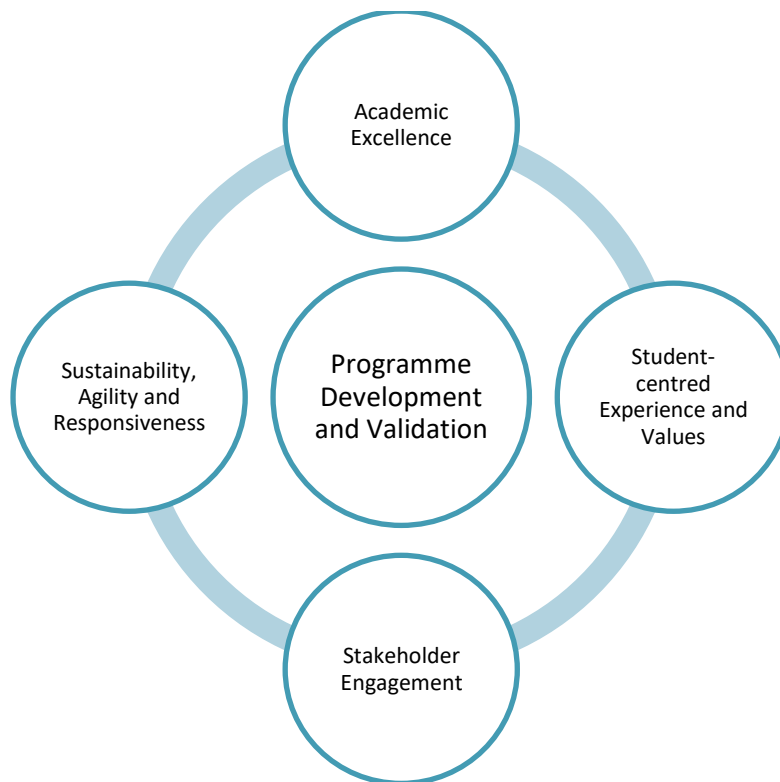 Academic
Excellence
Sustainability,
Agility and
Responsiveness
Programme
Development
and Validation
Student-
centred
Experience and
Values
Stakeholder
Engagement